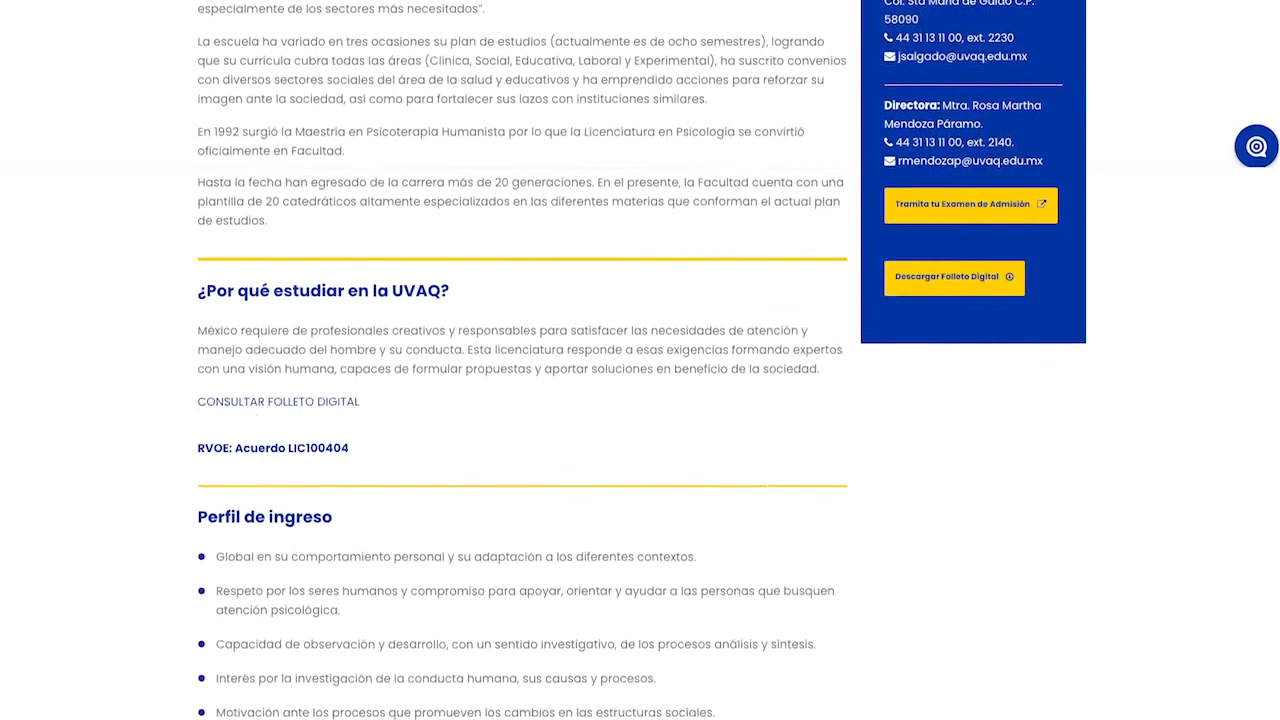 especialmente de los sectores más necesitados”.
La escuela ha variado en tres ocasiones su plan de estudios (actualmente es de ocho semestres), logrando
que su currícula cubra todas las áreas (Clínica, Social, Educativa, Laboral y Experimental), ha suscrito convenios
con diversos sectores sociales del área de la salud y educativos y ha emprendido acciones para reforzar su
imagen ante la sociedad, así como para fortalecer sus lazos con instituciones similares.
En 1992 surgió la Maestría en Psicoterapia Humanista por lo que la Licenciatura en Psicología se convirtió
oficialmente en Facultad.
Hasta la fecha han egresado de la carrera más de 20 generaciones. En el presente, la Facultad cuenta con una
plantilla de 20 catedráticos altamente especializados en las diferentes materias que conforman el actual plan
de estudios.
¿Por qué estudiar en la UVAQ?
México requiere de profesionales creativos y responsables para satisfacer las necesidades de atención y
manejo adecuado del hombre y su conducta. Esta licenciatura responde a esas exigencias formando expertos
con una visión humana, capaces de formular propuestas y aportar soluciones en beneficio de la sociedad.
CONSULTAR FOLLETO DIGITAL
RVOE: Acuerdo LIC100404
Perfil de ingreso
Global en su comportamiento personal y su adaptación a los diferentes contextos.
Respeto por los seres humanos y compromiso para apoyar, orientar y ayudar a las personas que busquen
atención psicológica.
Capacidad de observación y desarrollo, con un sentido investigativo, de los procesos análisis y síntesis.
Interés por la investigación de la conducta humana, sus causas y procesos.
Motivación ante los procesos que promueven los cambios en las estructuras sociales.
Col. Sta María de Guido C.P.
58090
44 31 13 11 00, ext. 2230
jsalgado@uvaq.edu.mx
Directora: Mtra. Rosa Martha
Mendoza Páramo.
44 31 13 11 00, ext. 2140.
rmendozap@uvaq.edu.mx
Tramita tu Examen de Admisión
Descargar Folleto Digital